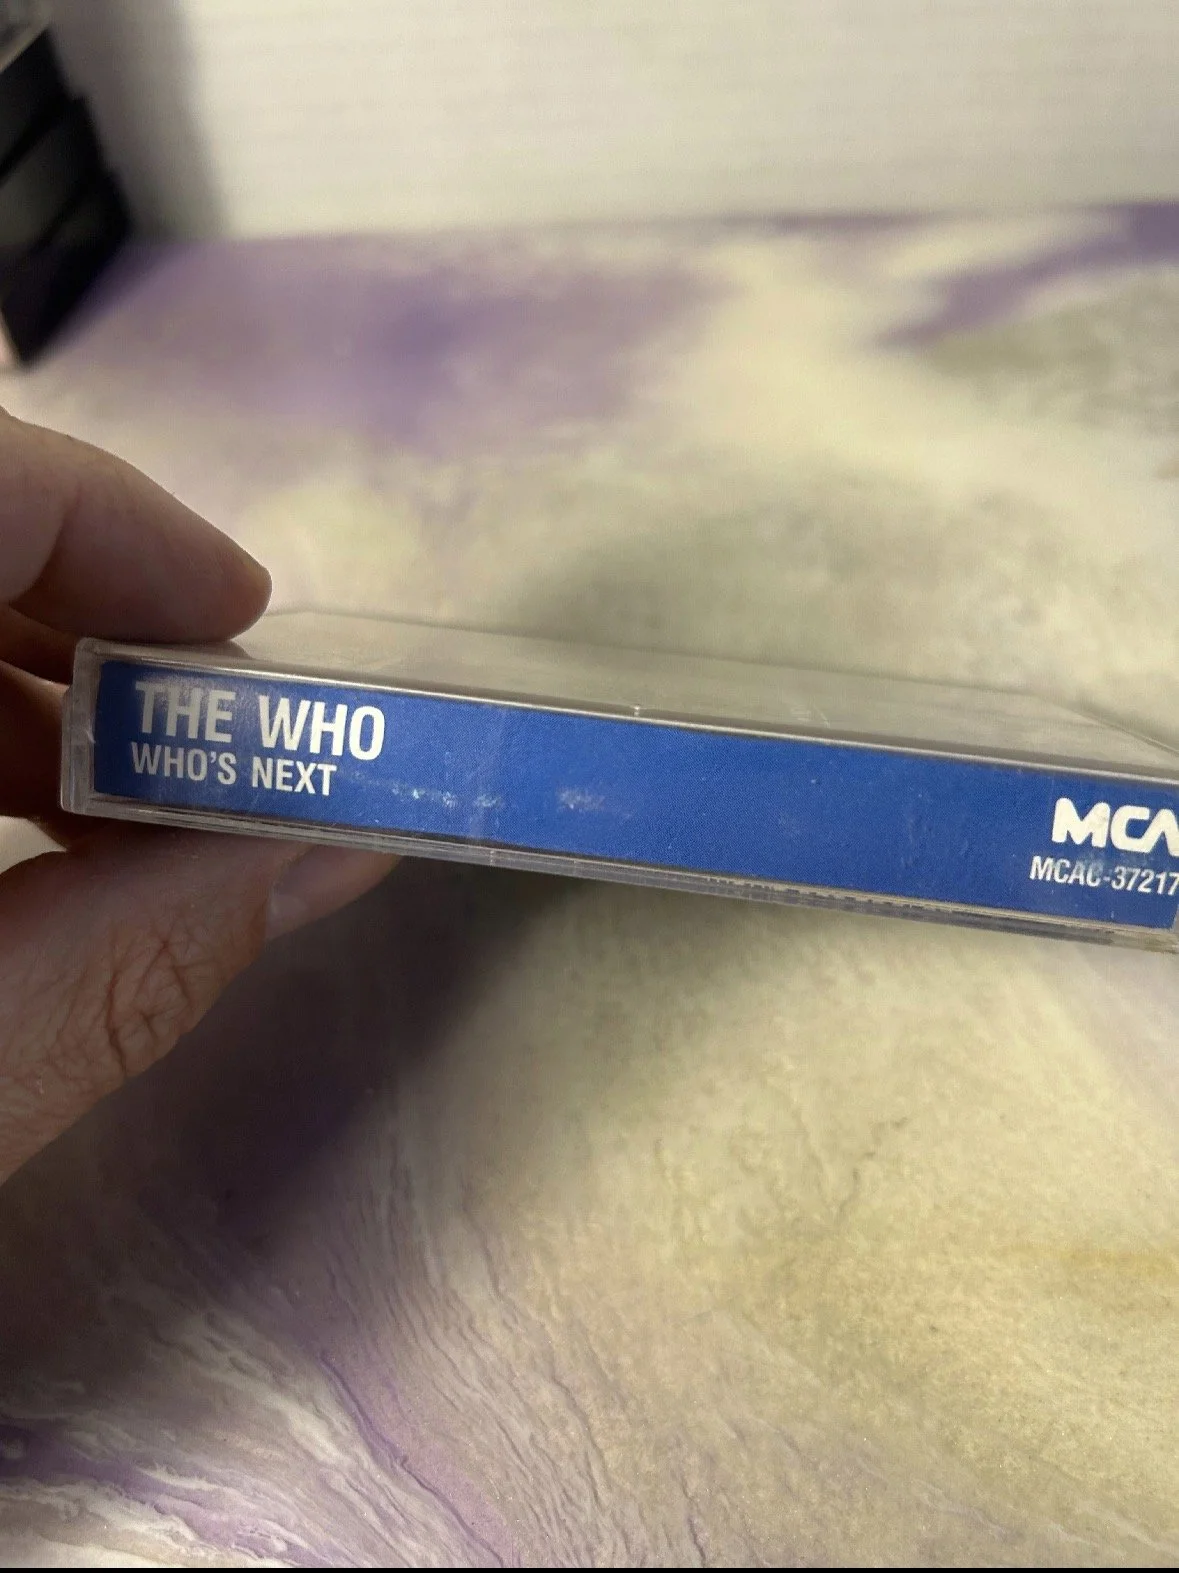 THE WHO
WHO'S NEXT
MCA
MCAC-37217